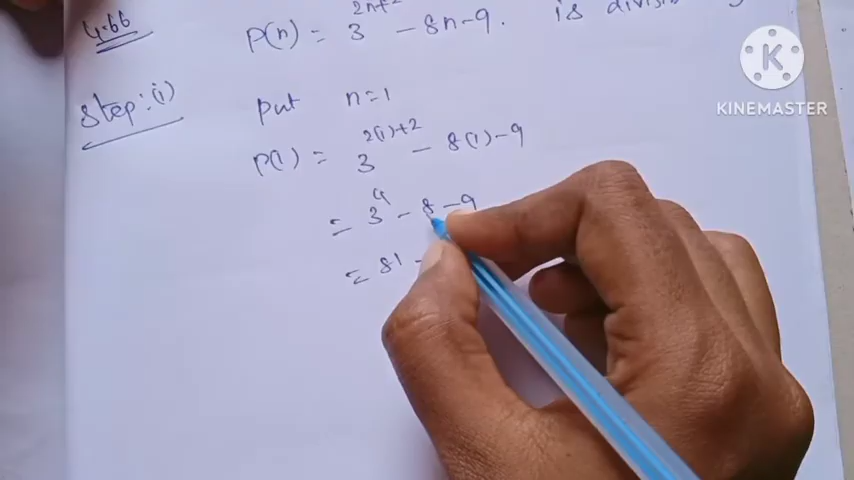 4.66 P(n) = 3^{2n+2} - 8n - 9. is divisi
Step:(i) put n=1
P(1) = 3^{2(1)+2} - 8(1) - 9
= 3^4 - 8 - 9
= 81 -
K
KINEMASTER